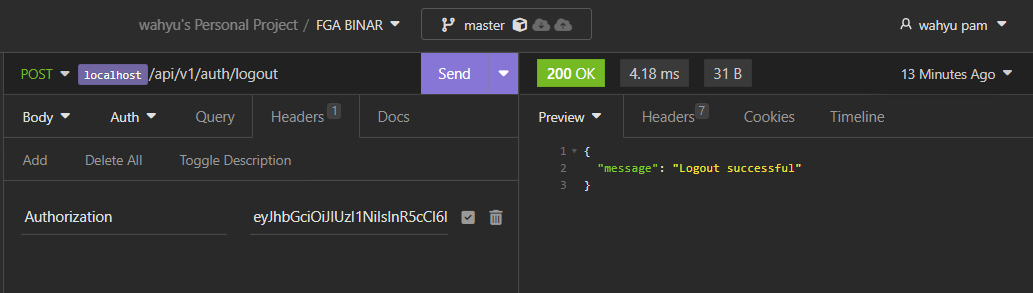 wahyu's Personal Project / FGA BINAR
master
wahyu pam
POST localhost/api/v1/auth/logout Send
200 OK 4.18 ms 31 B 13 Minutes Ago
Body Auth Query Headers 1 Docs
Preview Headers 7 Cookies Timeline
Add Delete All Toggle Description
1 {
2 "message": "Logout successful"
3 }
Authorization